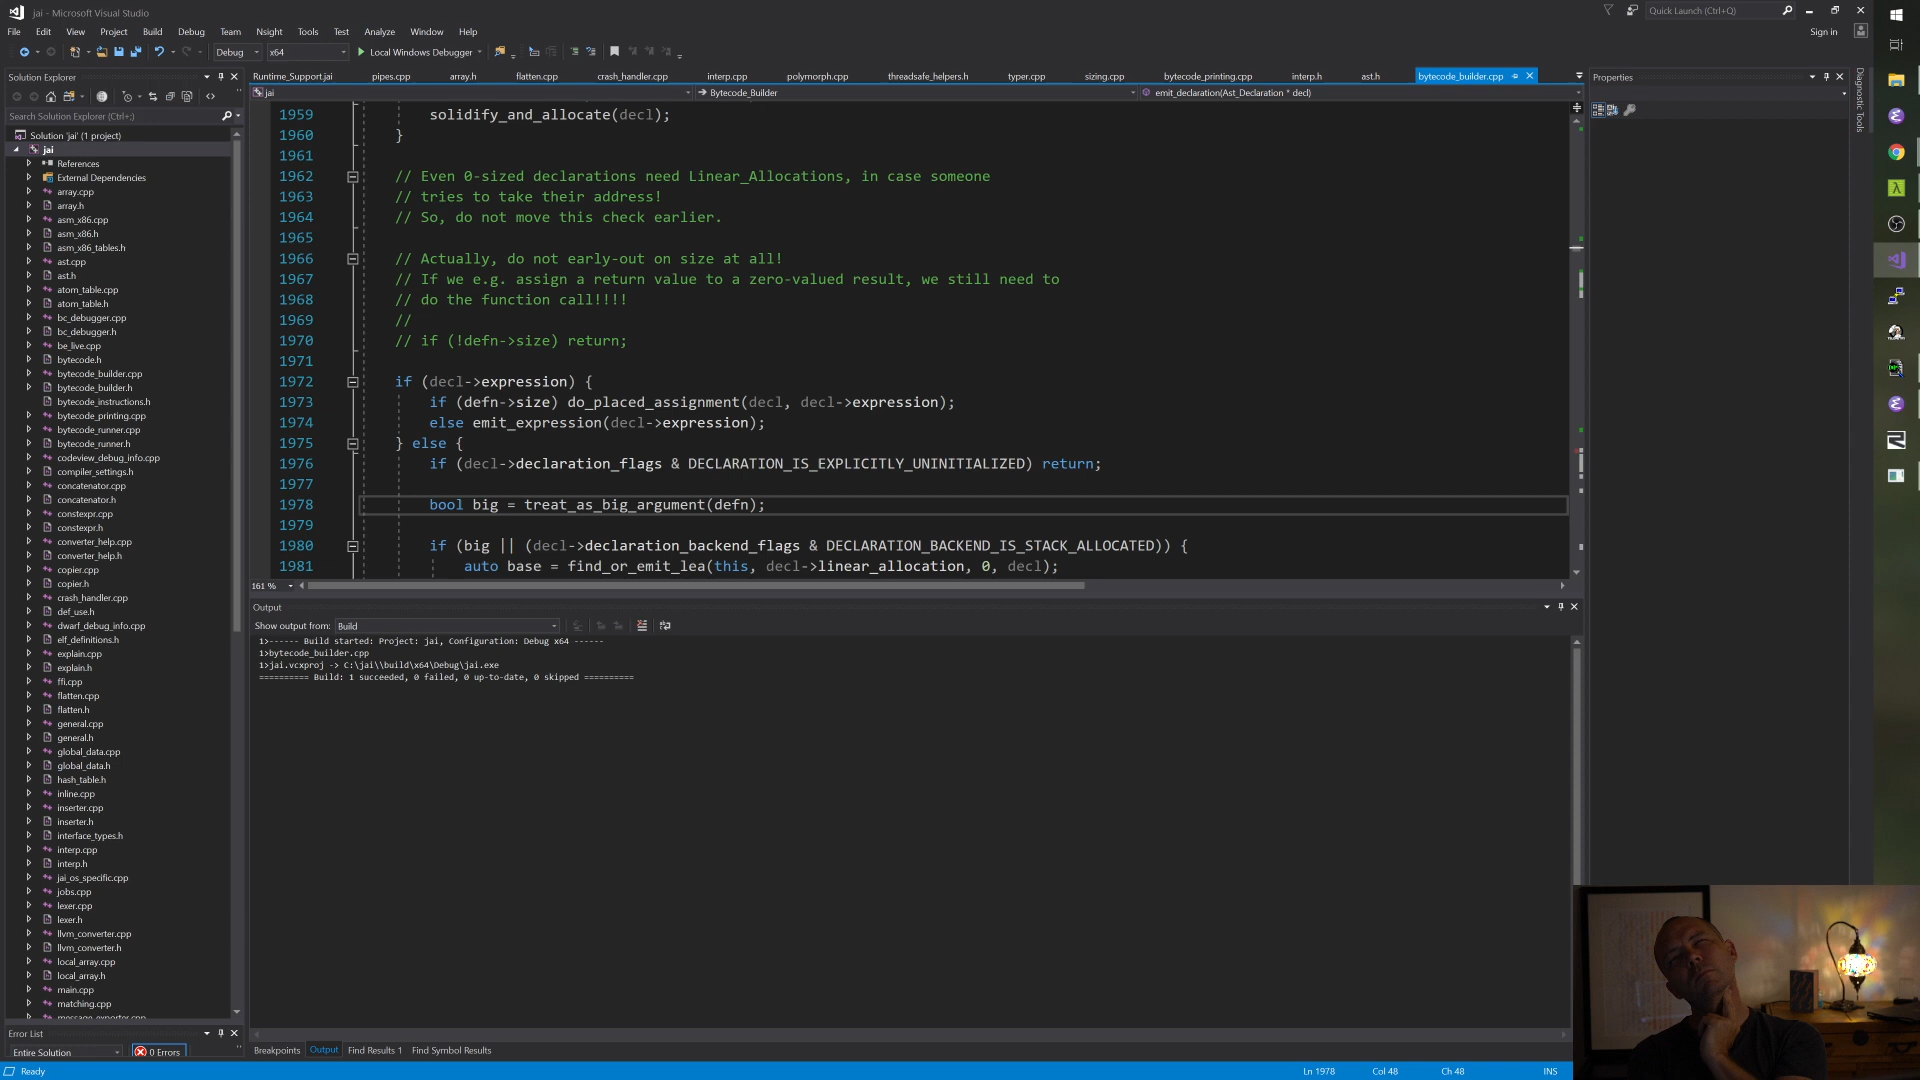 jai - Microsoft Visual Studio
Quick Launch (Ctrl+Q)
File Edit View Project Build Debug Team Nsight Tools Test Analyze Window Help
Sign in
Debug x64 Local Windows Debugger
Solution Explorer
Search Solution Explorer (Ctrl+;)
Solution 'jai' (1 project)
jai
References
External Dependencies
array.cpp
array.h
asm_x86.cpp
asm_x86.h
asm_x86_tables.h
ast.cpp
ast.h
atom_table.cpp
atom_table.h
bc_debugger.cpp
bc_debugger.h
be_live.cpp
bytecode.h
bytecode_builder.cpp
bytecode_builder.h
bytecode_instructions.h
bytecode_printing.cpp
bytecode_runner.cpp
bytecode_runner.h
codeview_debug_info.cpp
compiler_settings.h
concatenator.cpp
concatenator.h
constexpr.cpp
constexpr.h
converter_help.cpp
converter_help.h
copier.cpp
copier.h
crash_handler.cpp
def_use.h
dwarf_debug_info.cpp
elf_definitions.h
explain.cpp
explain.h
ffi.cpp
flatten.cpp
flatten.h
general.cpp
general.h
global_data.cpp
global_data.h
hash_table.h
inline.cpp
inserter.cpp
inserter.h
interface_types.h
interp.cpp
interp.h
jai_os_specific.cpp
jobs.cpp
lexer.cpp
lexer.h
llvm_converter.cpp
llvm_converter.h
local_array.cpp
local_array.h
main.cpp
matching.cpp
message_exporter.cpp
Error List
Entire Solution 0 Errors
Runtime_Support.jai pipes.cpp array.h flatten.cpp crash_handler.cpp interp.cpp polymorph.cpp threadsafe_helpers.h typer.cpp sizing.cpp bytecode_printing.cpp interp.h ast.h bytecode_builder.cpp
jai Bytecode_Builder emit_declaration(Ast_Declaration * decl)
1959 solidify_and_allocate(decl);
1960 }
1961
1962 // Even 0-sized declarations need Linear_Allocations, in case someone
1963 // tries to take their address!
1964 // So, do not move this check earlier.
1965
1966 // Actually, do not early-out on size at all!
1967 // If we e.g. assign a return value to a zero-valued result, we still need to
1968 // do the function call!!!!
1969 //
1970 // if (!defn->size) return;
1971
1972 if (decl->expression) {
1973 if (defn->size) do_placed_assignment(decl, decl->expression);
1974 else emit_expression(decl->expression);
1975 } else {
1976 if (decl->declaration_flags & DECLARATION_IS_EXPLICITLY_UNINITIALIZED) return;
1977
1978 bool big = treat_as_big_argument(defn);
1979
1980 if (big || (decl->declaration_backend_flags & DECLARATION_BACKEND_IS_STACK_ALLOCATED)) {
1981 auto base = find_or_emit_lea(this, decl->linear_allocation, 0, decl);
161 %
Output
Show output from: Build
1>------ Build started: Project: jai, Configuration: Debug x64 ------
1>bytecode_builder.cpp
1>jai.vcxproj -> C:\jai\\build\x64\Debug\jai.exe
========== Build: 1 succeeded, 0 failed, 0 up-to-date, 0 skipped ==========
Breakpoints Output Find Results 1 Find Symbol Results
Properties
Diagnostic Tools
Ready Ln 1978 Col 48 Ch 48 INS